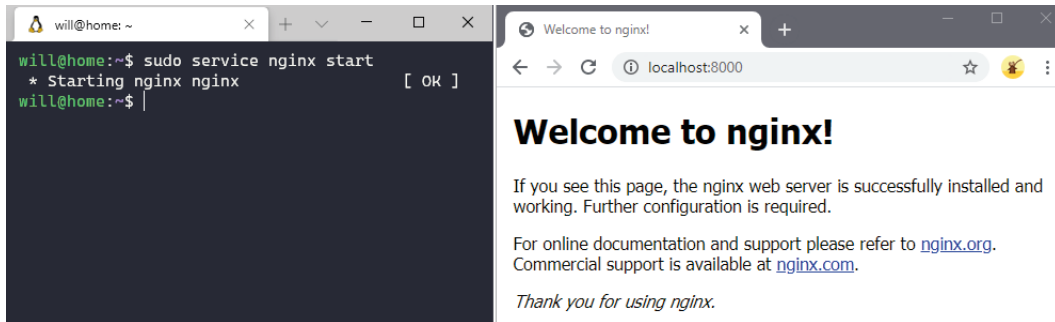 will@home: ~
will@home:~$ sudo service nginx start
 * Starting nginx nginx [ OK ]
will@home:~$
Welcome to nginx!
localhost:8000
Welcome to nginx!
If you see this page, the nginx web server is successfully installed and
working. Further configuration is required.
For online documentation and support please refer to nginx.org.
Commercial support is available at nginx.com.
Thank you for using nginx.